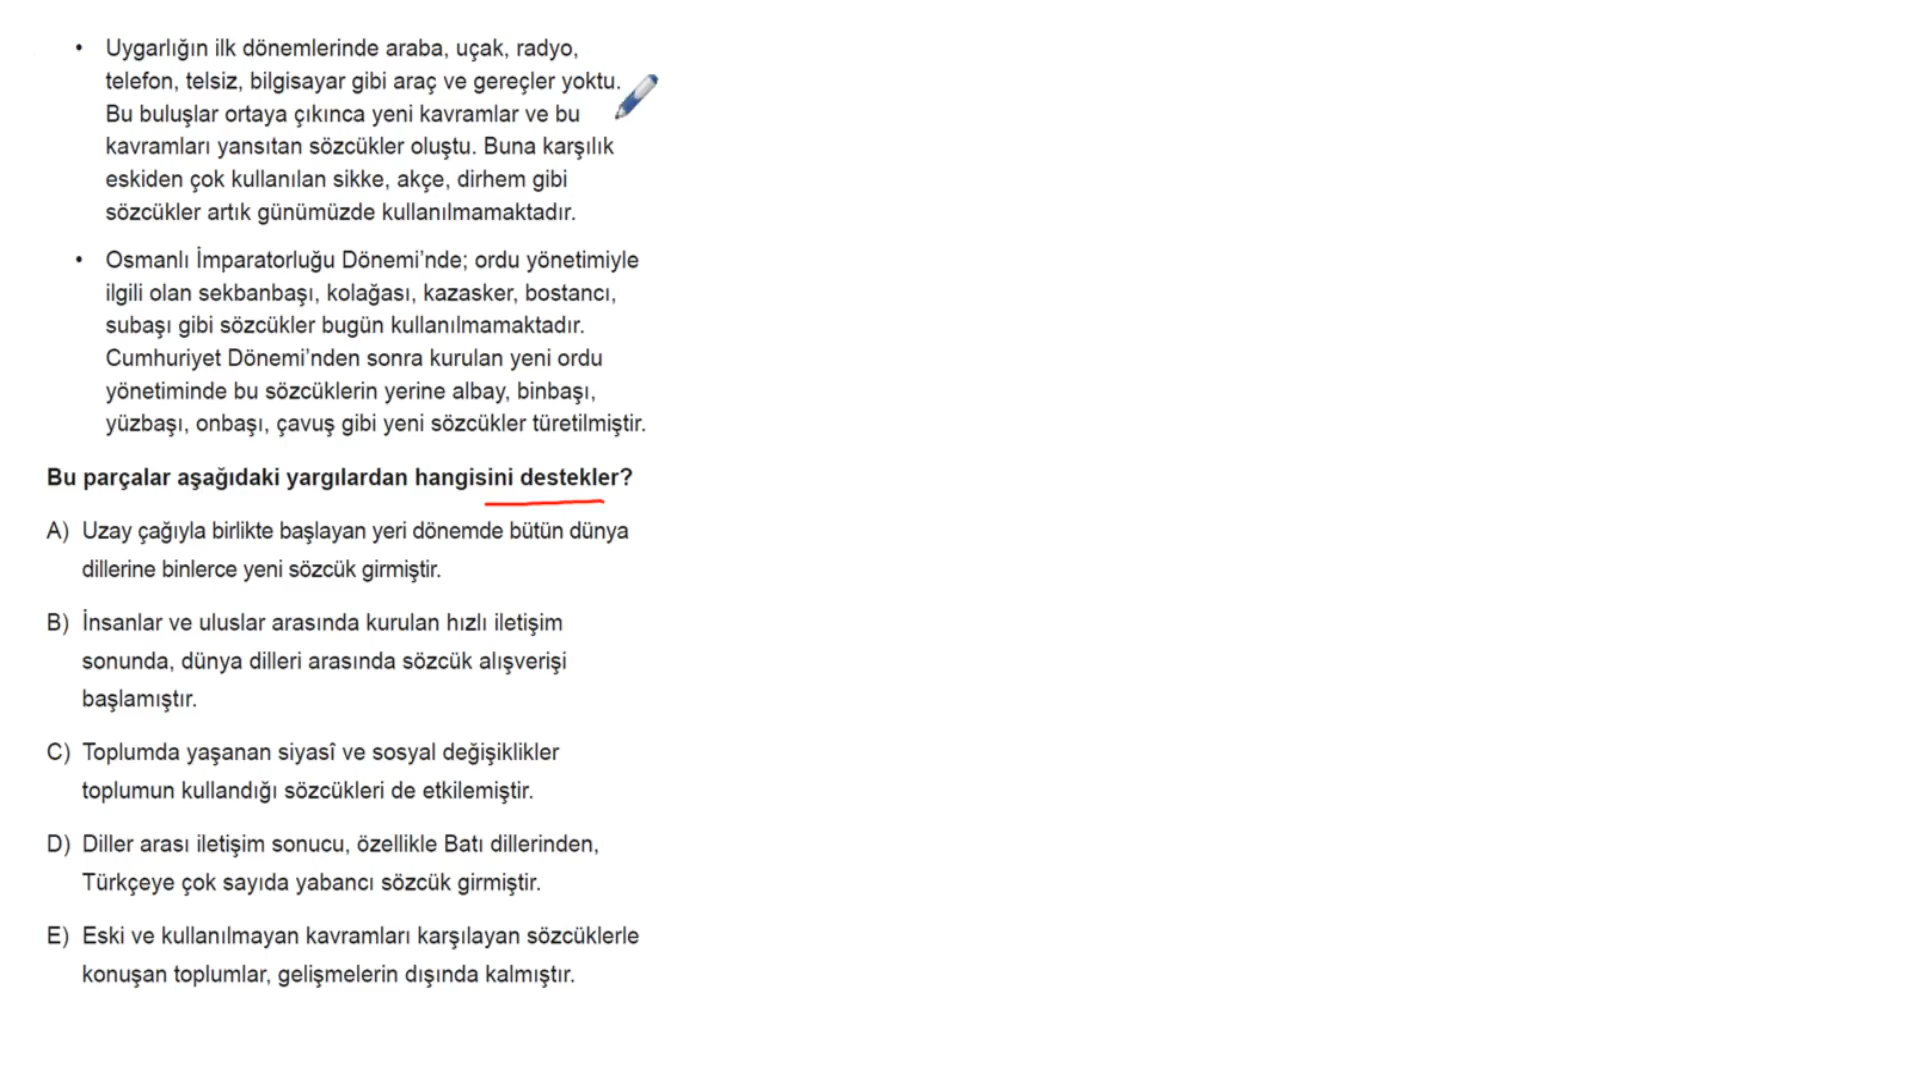 • Uygarlığın ilk dönemlerinde araba, uçak, radyo,
telefon, telsiz, bilgisayar gibi araç ve gereçler yoktu.
Bu buluşlar ortaya çıkınca yeni kavramlar ve bu
kavramları yansıtan sözcükler oluştu. Buna karşılık
eskiden çok kullanılan sikke, akçe, dirhem gibi
sözcükler artık günümüzde kullanılmamaktadır.
• Osmanlı İmparatorluğu Dönemi’nde; ordu yönetimiyle
ilgili olan sekbanbaşı, kolağası, kazasker, bostancı,
subaşı gibi sözcükler bugün kullanılmamaktadır.
Cumhuriyet Dönemi’nden sonra kurulan yeni ordu
yönetiminde bu sözcüklerin yerine albay, binbaşı,
yüzbaşı, onbaşı, çavuş gibi yeni sözcükler türetilmiştir.
Bu parçalar aşağıdaki yargılardan hangisini destekler?
A) Uzay çağıyla birlikte başlayan yeri dönemde bütün dünya
dillerine binlerce yeni sözcük girmiştir.
B) İnsanlar ve uluslar arasında kurulan hızlı iletişim
sonunda, dünya dilleri arasında sözcük alışverişi
başlamıştır.
C) Toplumda yaşanan siyasî ve sosyal değişiklikler
toplumun kullandığı sözcükleri de etkilemiştir.
D) Diller arası iletişim sonucu, özellikle Batı dillerinden,
Türkçeye çok sayıda yabancı sözcük girmiştir.
E) Eski ve kullanılmayan kavramları karşılayan sözcüklerle
konuşan toplumlar, gelişmelerin dışında kalmıştır.